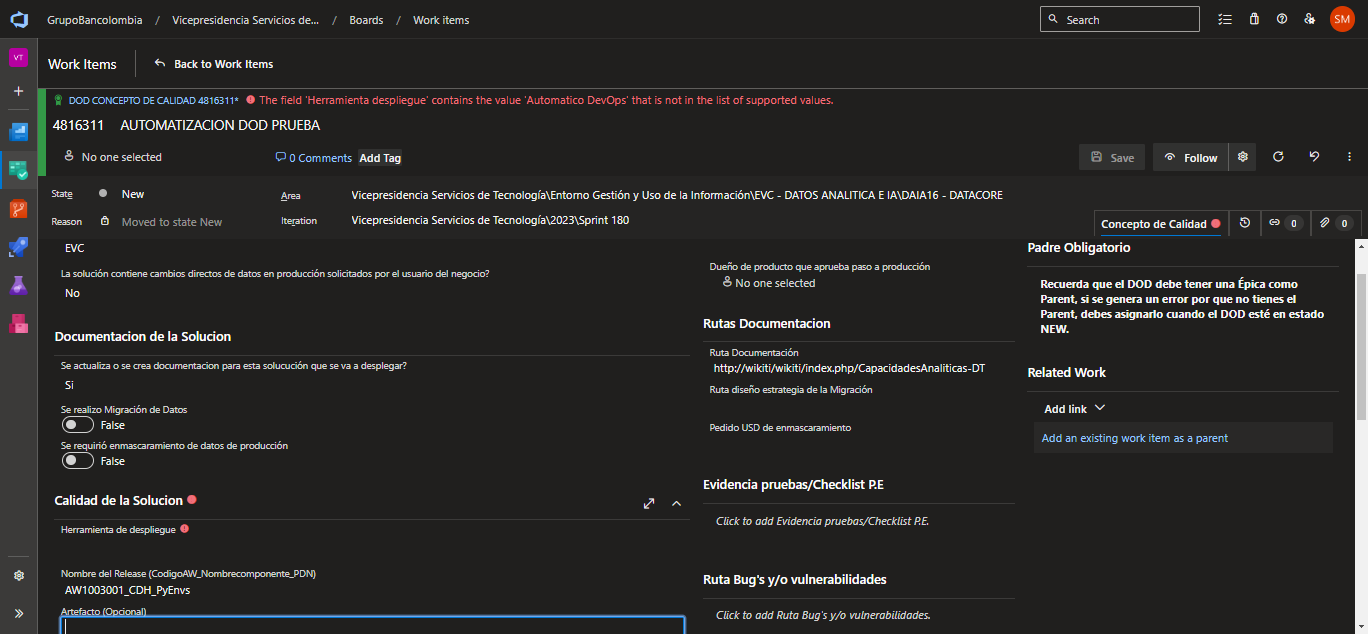 GrupoBancolombia / Vicepresidencia Servicios de... / Boards / Work items
Search
SM
VT
Work Items
Back to Work Items
DOD CONCEPTO DE CALIDAD 4816311* The field 'Herramienta despliegue' contains the value 'Automatico DevOps' that is not in the list of supported values.
4816311 AUTOMATIZACION DOD PRUEBA
No one selected
0 Comments
Add Tag
Save
Follow
State New
Area Vicepresidencia Servicios de Tecnología\Entorno Gestión y Uso de la Información\EVC - DATOS ANALITICA E IA\DAIA16 - DATACORE
Reason Moved to state New
Iteration Vicepresidencia Servicios de Tecnología\2023\Sprint 180
Concepto de Calidad
0
0
EVC
La solución contiene cambios directos de datos en producción solicitados por el usuario del negocio?
No
Documentacion de la Solucion
Se actualiza o se crea documentacion para esta solucución que se va a desplegar?
Si
Se realizo Migración de Datos
False
Se requirió enmascaramiento de datos de producción
False
Calidad de la Solucion
Herramienta de despliegue
Nombre del Release (CodigoAW_Nombrecomponente_PDN)
AW1003001_CDH_PyEnvs
Artefacto (Opcional)
Dueño de producto que aprueba paso a producción
No one selected
Rutas Documentacion
Ruta Documentación
http://wikiti/wikiti/index.php/CapacidadesAnaliticas-DT
Ruta diseño estrategia de la Migración
Pedido USD de enmascaramiento
Evidencia pruebas/Checklist P.E
Click to add Evidencia pruebas/Checklist P.E.
Ruta Bug's y/o vulnerabilidades
Click to add Ruta Bug's y/o vulnerabilidades.
Padre Obligatorio
Recuerda que el DOD debe tener una Épica como
Parent, si se genera un error por que no tienes el
Parent, debes asignarlo cuando el DOD esté en estado
NEW.
Related Work
Add link
Add an existing work item as a parent